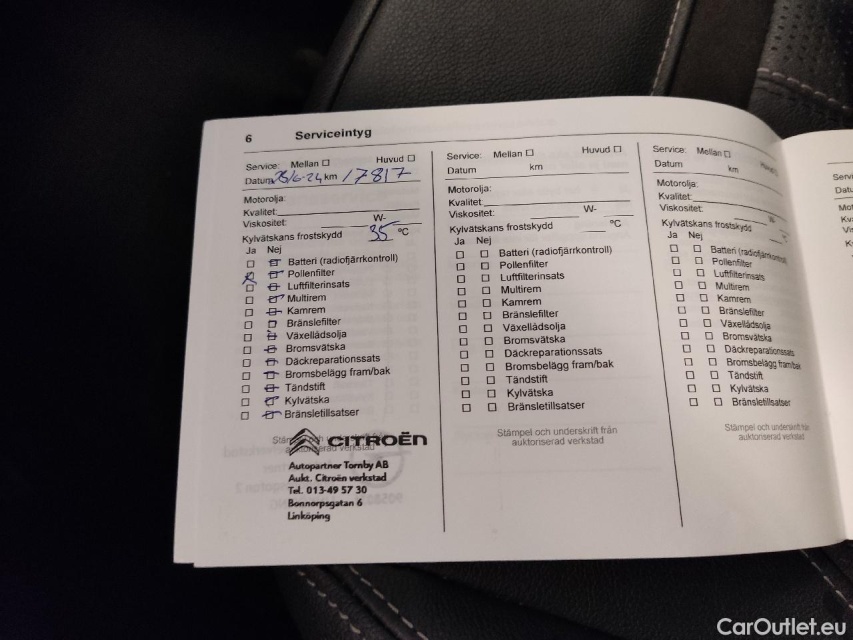 6 Serviceintyg
Service: Mellan □ Huvud □
Datum 25/6-24 km 17817
Motorolja:
Kvalitet:
Viskositet: W-
Kylvätskans frostskydd 35 °C
Ja Nej
Batteri (radiofjärrkontroll)
Pollenfilter
Luftfilterinsats
Multirem
Kamrem
Bränslefilter
Växellådsolja
Bromsvätska
Däckreparationssats
Bromsbelägg fram/bak
Tändstift
Kylvätska
Bränsletillsatser
CITROËN
Autopartner Tornby AB
Aukt. Citroën verkstad
Tel. 013-49 57 30
Bonnorpsgatan 6
Linköping
Service: Mellan □ Huvud □
Datum km
Motorolja:
Kvalitet
Viskositet: W-
Kylvätskans frostskydd °C
Ja Nej
Batteri (radiofjärrkontroll)
Pollenfilter
Luftfilterinsats
Multirem
Kamrem
Bränslefilter
Växellådsolja
Bromsvätska
Däckreparationssats
Bromsbelägg fram/bak
Tändstift
Kylvätska
Bränsletillsatser
Stämpel och underskrift från
auktoriserad verkstad
Service: Mellan □ Huvud □
Datum km
Motorolja:
Kvalitet:
Viskositet: W-
Kylvätskans frostskydd °C
Ja Nej
Batteri (radiofjärrkontroll)
Pollenfilter
Luftfilterinsats
Multirem
Kamrem
Bränslefilter
Växellådsolja
Bromsvätska
Däckreparationssats
Bromsbelägg fram/bak
Tändstift
Kylvätska
Bränsletillsatser
Stämpel och underskrift från
auktoriserad verkstad
CarOutlet.eu